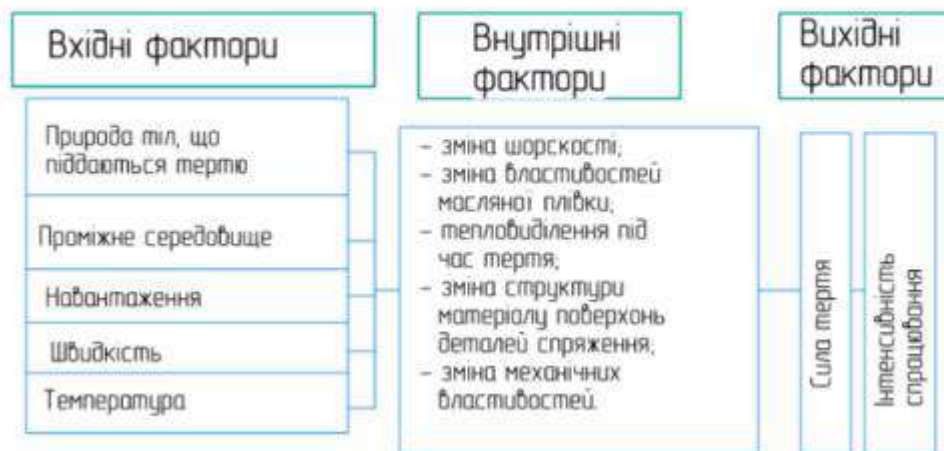 Вхідні фактори
Природа тіл, що
піддаються тертю
Проміжне середовище
Навантаження
Швидкість
Температура
Внутрішні
фактори
– зміна шорскості;
– зміна властивостей
масляної плівки;
– тепловиділення під
час тертя;
– зміна структури
матеріалу поверхонь
деталей спряження;
– зміна механічних
властивостей.
Вихідні
фактори
Сила тертя
Інтенсивність
спрацювання